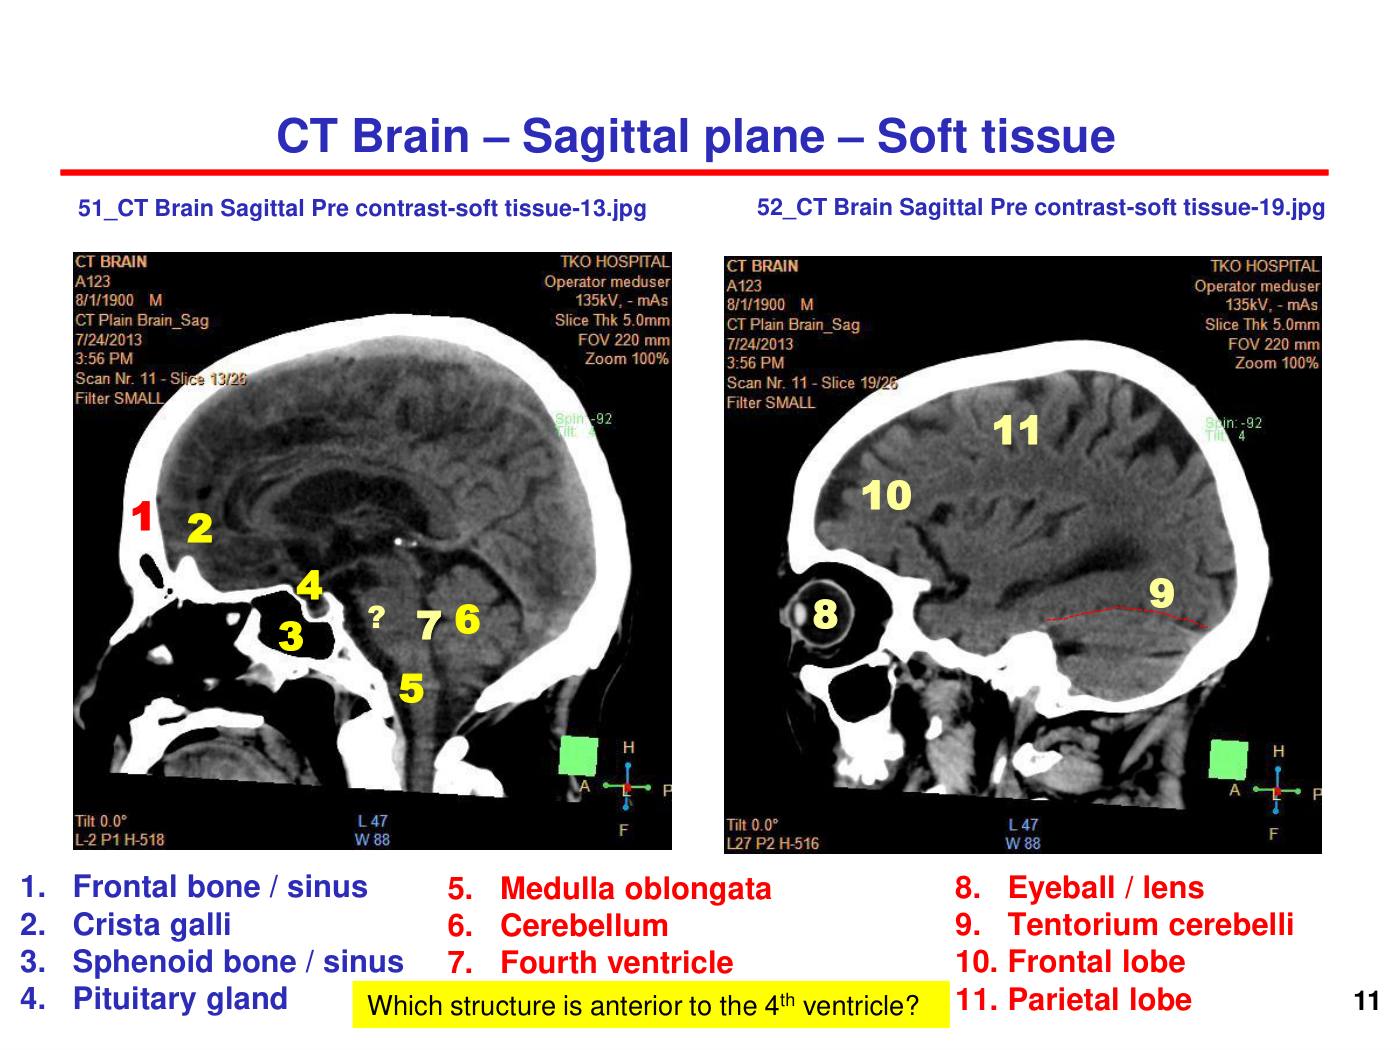 CT Brain – Sagittal plane – Soft tissue
51_CT Brain Sagittal Pre contrast-soft tissue-13.jpg
52_CT Brain Sagittal Pre contrast-soft tissue-19.jpg
CT BRAIN
A123
8/1/1900 M
CT Plain Brain_Sag
7/24/2013
3:56 PM
Scan Nr. 11 - Slice 13/26
Filter SMALL
TKO HOSPITAL
Operator meduser
135kV, - mAs
Slice Thk 5.0mm
FOV 220 mm
Zoom 100%
Spin: -92
Tilt: 4
1
2
4
3
?
7
6
5
H
A
L
P
F
Tilt 0.0°
L-2 P1 H-518
L 47
W 88
CT BRAIN
A123
8/1/1900 M
CT Plain Brain_Sag
7/24/2013
3:56 PM
Scan Nr. 11 - Slice 19/26
Filter SMALL
TKO HOSPITAL
Operator meduser
135kV, - mAs
Slice Thk 5.0mm
FOV 220 mm
Zoom 100%
Spin: -92
Tilt: 4
11
10
9
8
H
A
L
P
F
Tilt 0.0°
L27 P2 H-516
L 47
W 88
1. Frontal bone / sinus
2. Crista galli
3. Sphenoid bone / sinus
4. Pituitary gland
5. Medulla oblongata
6. Cerebellum
7. Fourth ventricle
Which structure is anterior to the 4th ventricle?
8. Eyeball / lens
9. Tentorium cerebelli
10. Frontal lobe
11. Parietal lobe
11